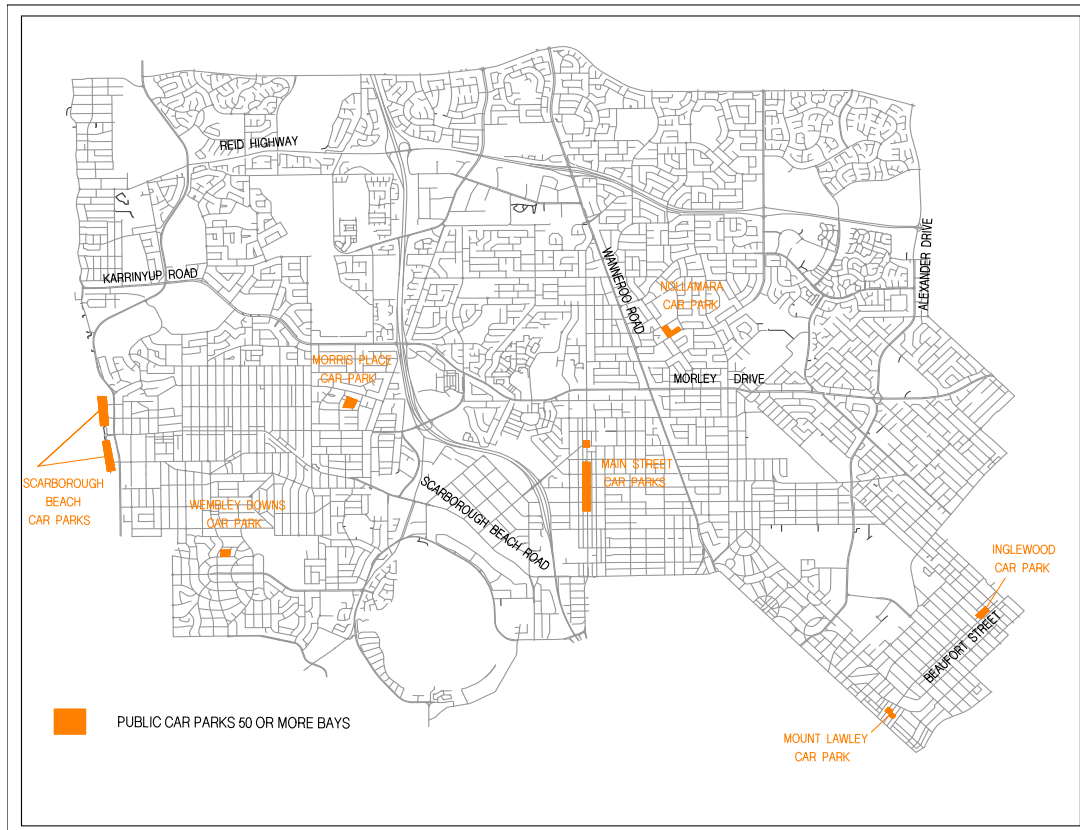 REID HIGHWAY
KARRINYUP ROAD
WANNEROO ROAD
ALEXANDER DRIVE
NOLLAMARA
CAR PARK
MORRIS PLACE
CAR PARK
MORLEY DRIVE
SCARBOROUGH
BEACH
CAR PARKS
MAIN STREET
CAR PARKS
SCARBOROUGH BEACH ROAD
WEMBLEY DOWNS
CAR PARK
INGLEWOOD
CAR PARK
BEAUFORT STREET
PUBLIC CAR PARKS 50 OR MORE BAYS
MOUNT LAWLEY
CAR PARK